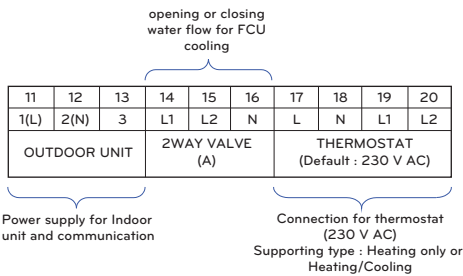 opening or closing
water flow for FCU
cooling
11 12 13 14 15 16 17 18 19 20
1(L) 2(N) 3 L1 L2 N L N L1 L2
OUTDOOR UNIT
2WAY VALVE
(A)
THERMOSTAT
(Default : 230 V AC)
Power supply for Indoor
unit and communication
Connection for thermostat
(230 V AC)
Supporting type : Heating only or
Heating/Cooling